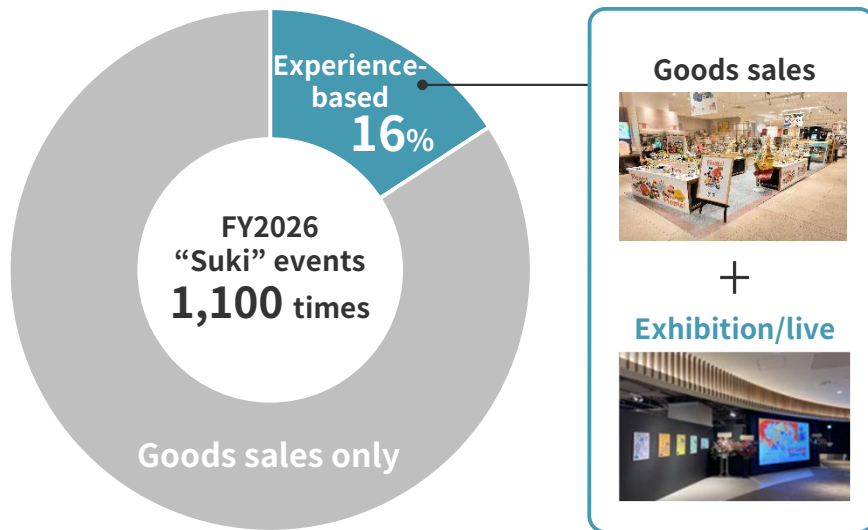 Experience-
based
16%
FY2026
“Suki” events
1,100 times
Goods sales only
Goods sales
+
Exhibition/live